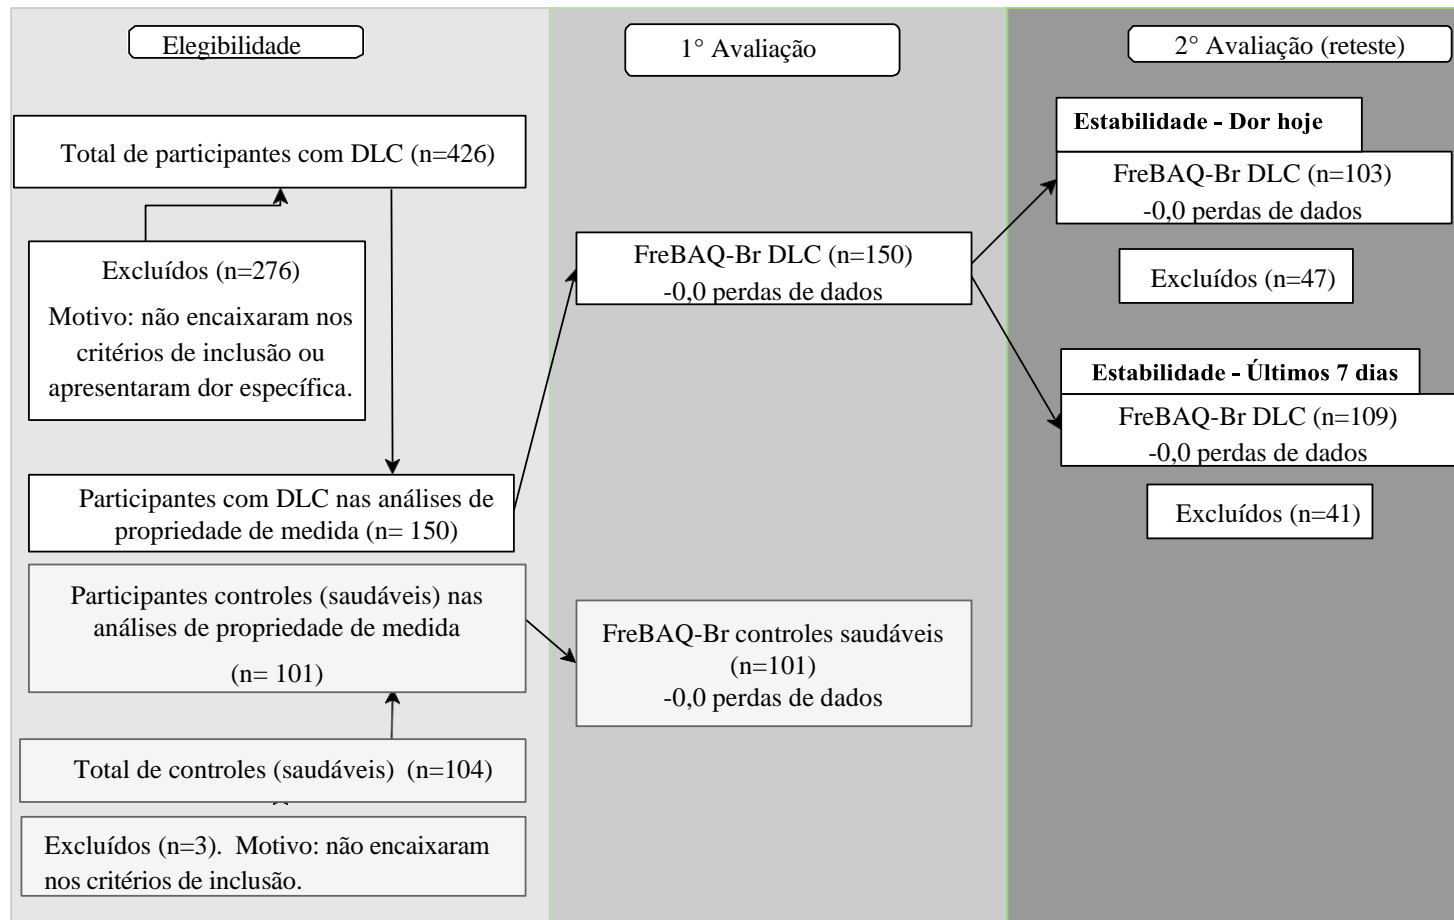 Elegibilidade
Total de participantes com DLC (n=426)
Excluídos (n=276)
Motivo: não encaixaram nos
critérios de inclusão ou
apresentaram dor específica.
Participantes com DLC nas análises de
propriedade de medida (n= 150)
Participantes controles (saudáveis) nas
análises de propriedade de medida
(n= 101)
Total de controles (saudáveis) (n=104)
Excluídos (n=3). Motivo: não encaixaram
nos critérios de inclusão.
1° Avaliação
FreBAQ-Br DLC (n=150)
-0,0 perdas de dados
FreBAQ-Br controles saudáveis
(n=101)
-0,0 perdas de dados
2° Avaliação (reteste)
Estabilidade - Dor hoje
FreBAQ-Br DLC (n=103)
-0,0 perdas de dados
Excluídos (n=47)
Estabilidade - Últimos 7 dias
FreBAQ-Br DLC (n=109)
-0,0 perdas de dados
Excluídos (n=41)